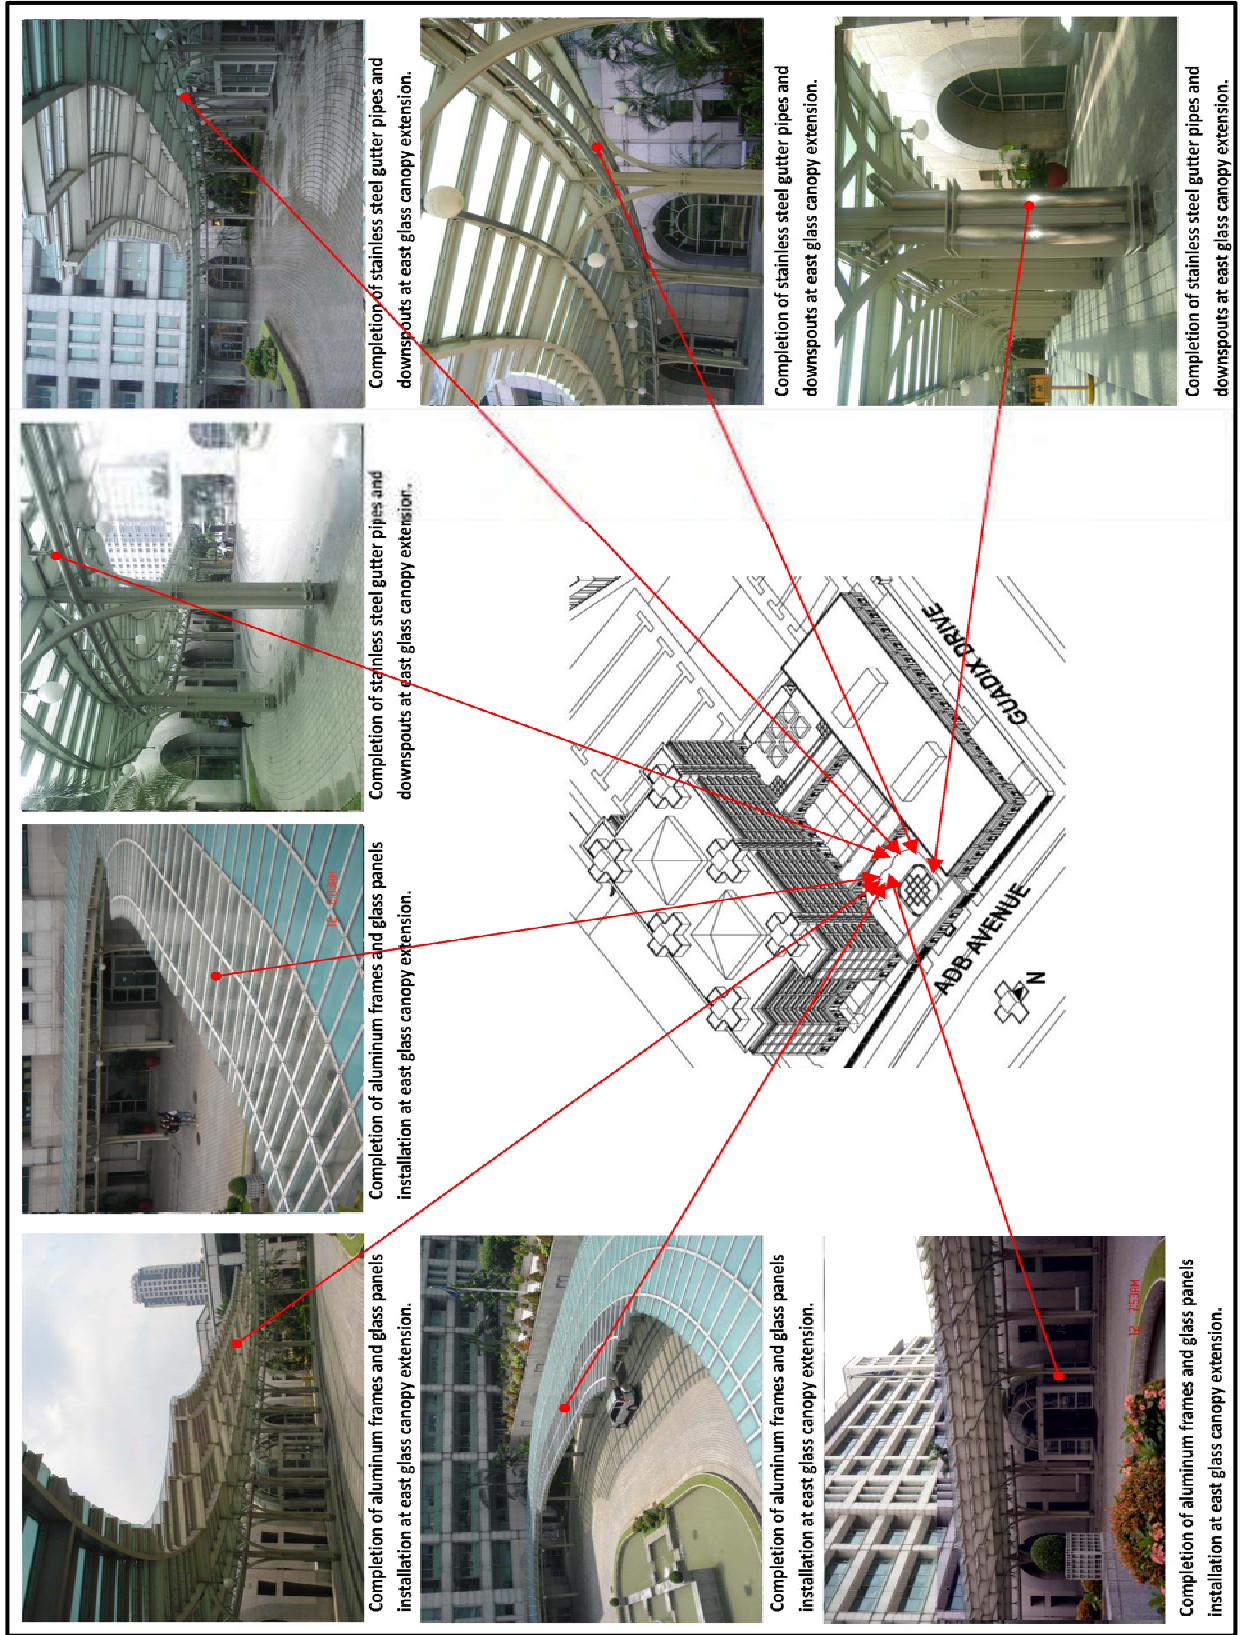 Completion of aluminum frames and glass panels
installation at east glass canopy extension.
Completion of aluminum frames and glass panels
installation at east glass canopy extension.
Completion of stainless steel gutter pipes and
downspouts at east glass canopy extension.
Completion of stainless steel gutter pipes and
downspouts at east glass canopy extension.
Completion of aluminum frames and glass panels
installation at east glass canopy extension.
Completion of stainless steel gutter pipes and
downspouts at east glass canopy extension.
GUADIX DRIVE
ADB AVENUE
N
12 7:53AM
Completion of aluminum frames and glass panels
installation at east glass canopy extension.
Completion of stainless steel gutter pipes and
downspouts at east glass canopy extension.